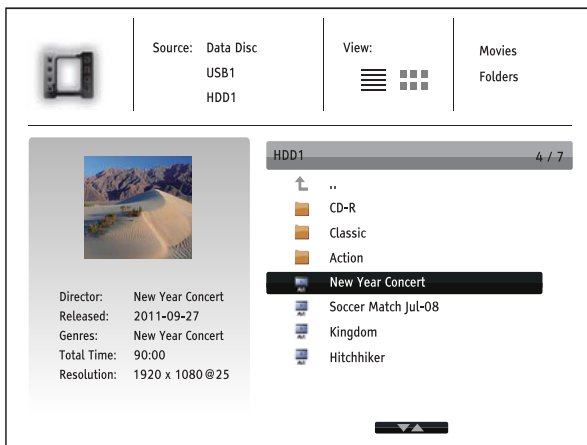 Source: Data Disc
USB1
HDD1
View:
Movies
Folders
HDD1 4 / 7
..
CD-R
Classic
Action
New Year Concert
Soccer Match Jul-08
Kingdom
Hitchhiker
Director: New Year Concert
Released: 2011-09-27
Genres: New Year Concert
Total Time: 90:00
Resolution: 1920 x 1080@25